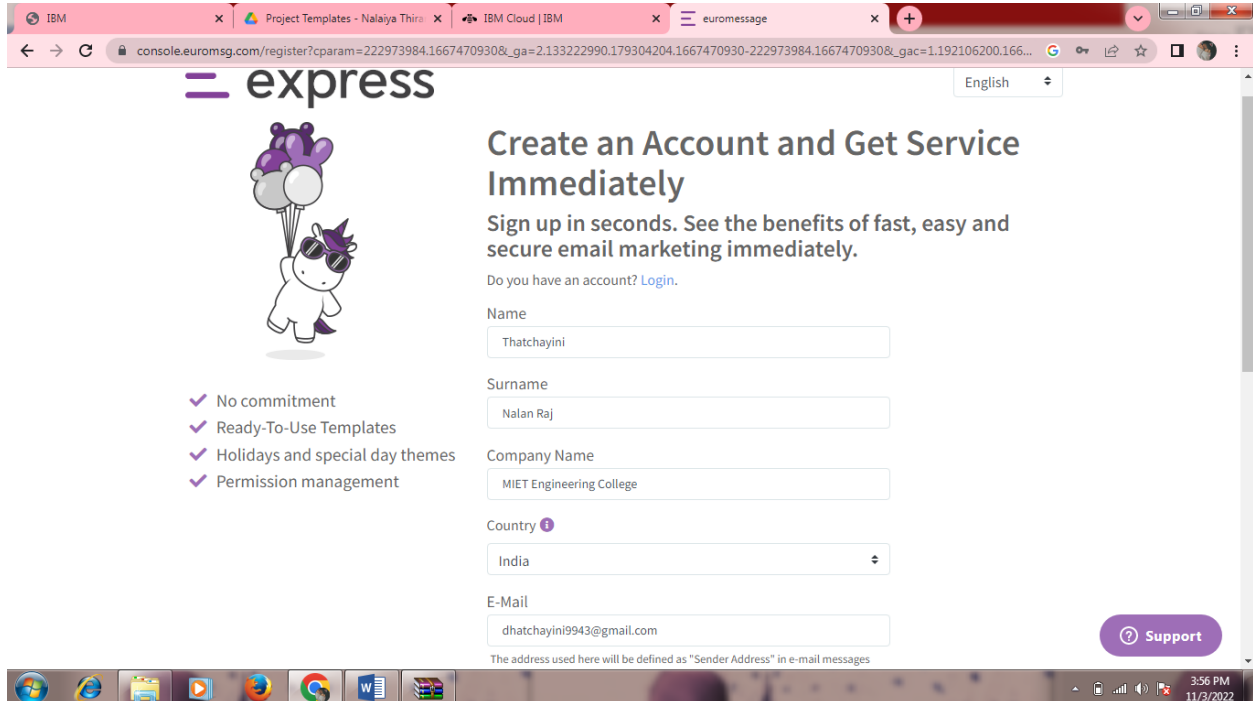 IBM
Project Templates - Nalaiya Thira
IBM Cloud | IBM
euromessage
console.euromsg.com/register?cparam=222973984.1667470930&_ga=2.133222990.179304204.1667470930-222973984.1667470930&_gac=1.192106200.166...
express
English
Create an Account and Get Service
Immediately
Sign up in seconds. See the benefits of fast, easy and
secure email marketing immediately.
Do you have an account? Login.
Name
Thatchayini
Surname
Nalan Raj
No commitment
Ready-To-Use Templates
Holidays and special day themes
Permission management
Company Name
MIET Engineering College
Country
India
E-Mail
dhatchayini9943@gmail.com
The address used here will be defined as "Sender Address" in e-mail messages
Support
3:56 PM
11/3/2022